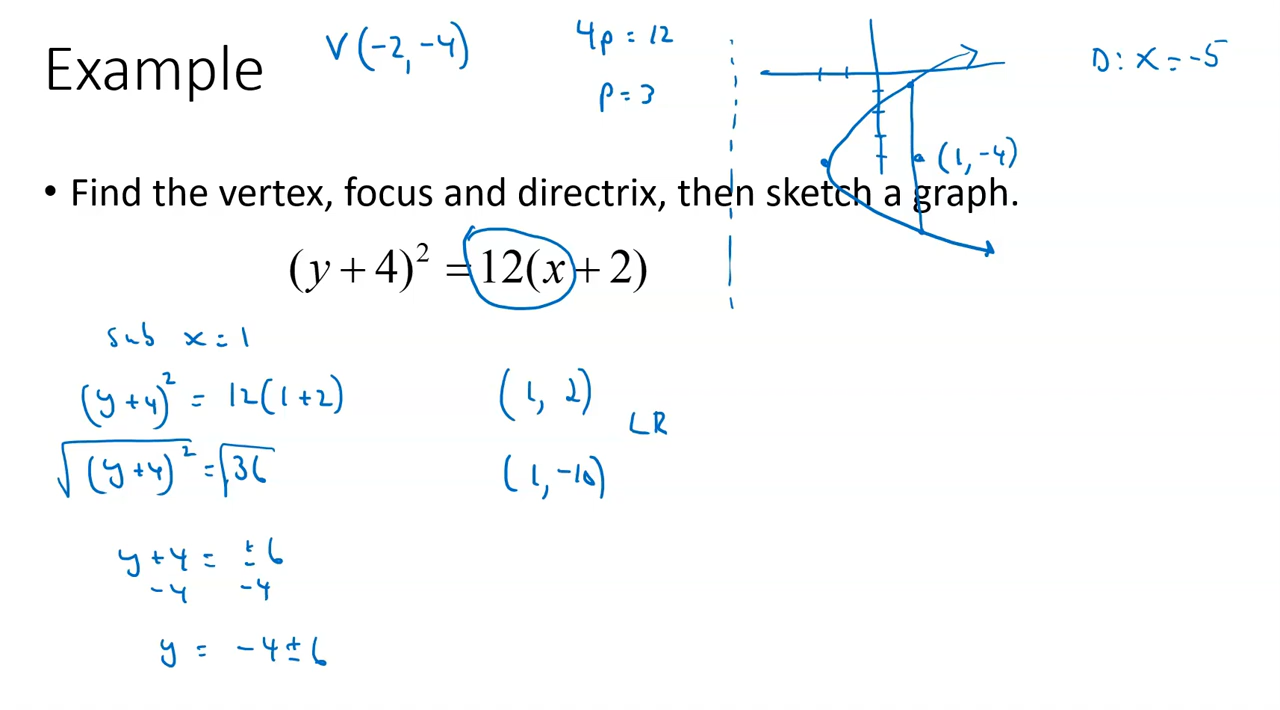 Example
V(-2, -4)
4p = 12
p = 3
D: x = -5
(1, -4)
• Find the vertex, focus and directrix, then sketch a graph.
(y + 4)² = 12(x + 2)
sub x = 1
(y + 4)² = 12(1 + 2)
√(y + 4)² = √36
y + 4 = ± 6
-4 -4
y = -4 ± 6
(1, 2)
LR
(1, -10)